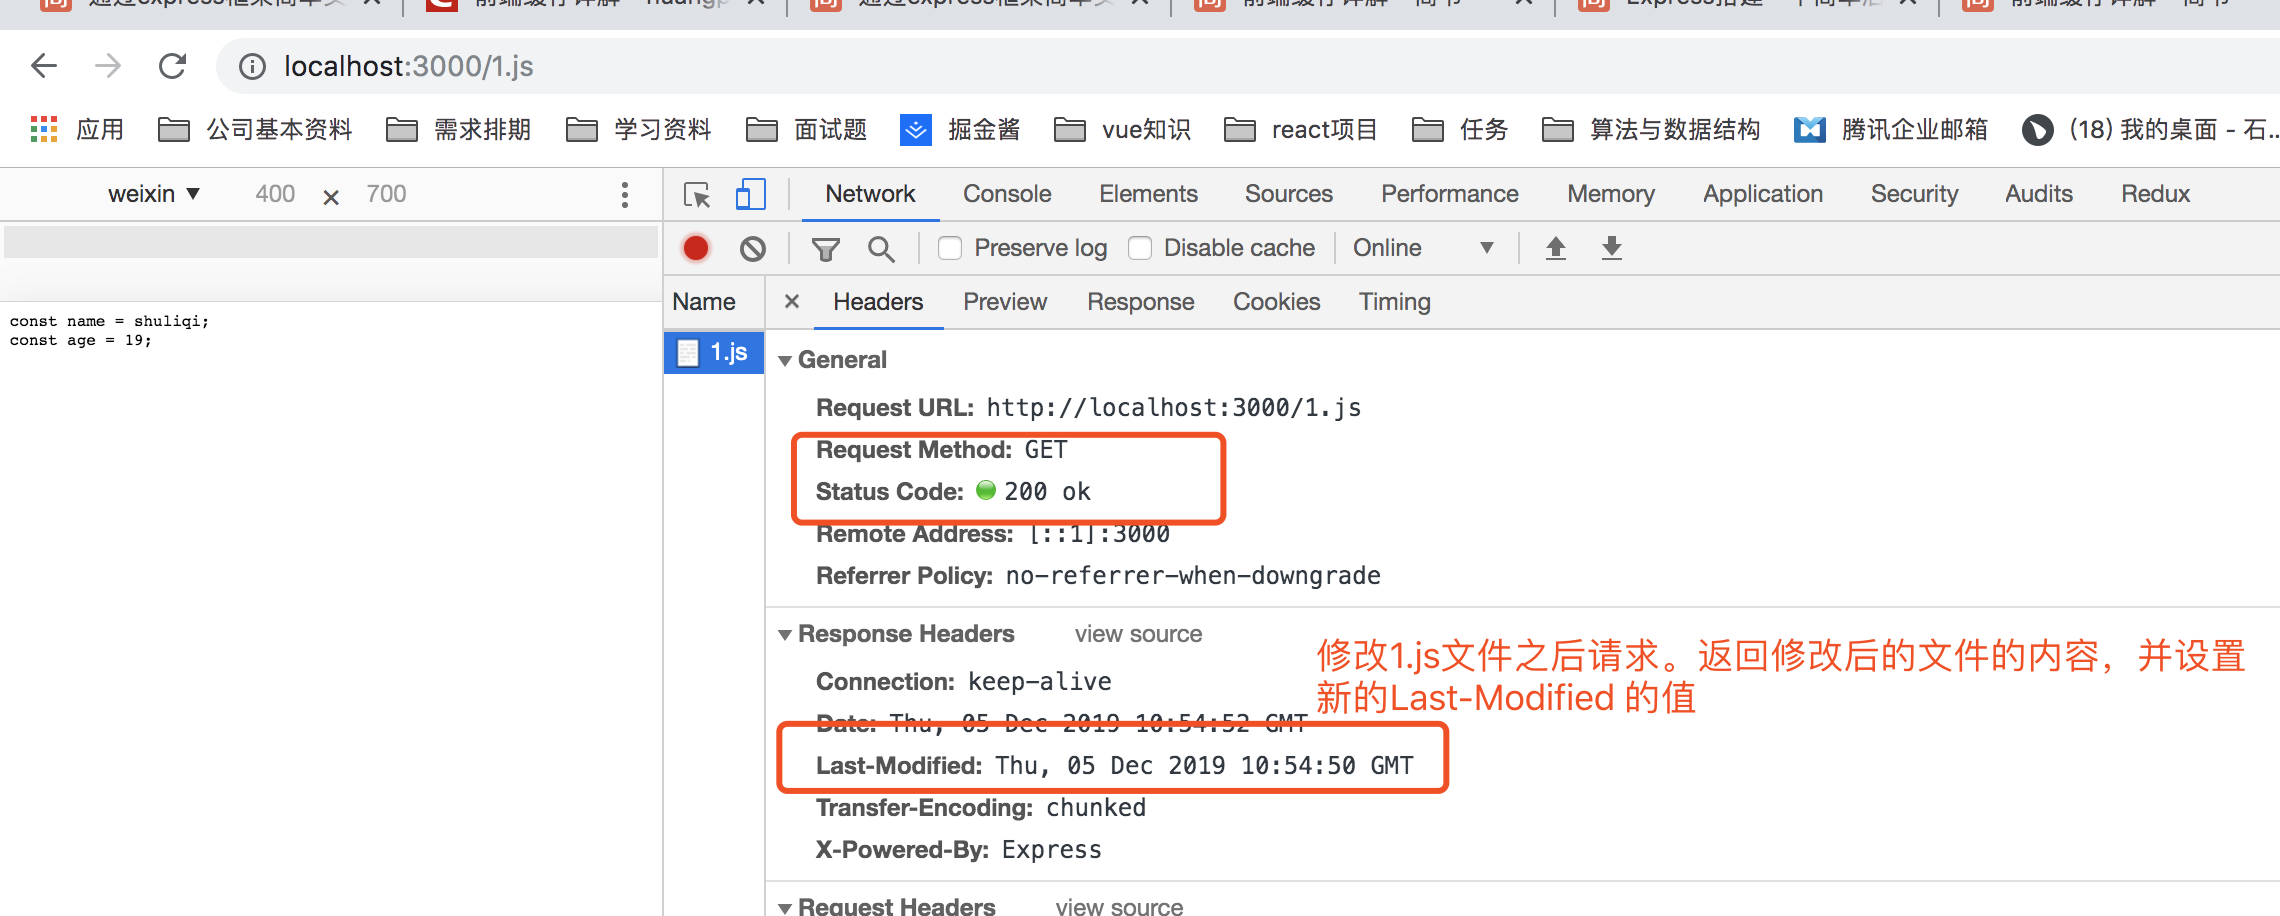 localhost:3000/1.js
应用 公司基本资料 需求排期 学习资料 面试题 掘金酱 vue知识 react项目 任务 算法与数据结构 腾讯企业邮箱 (18) 我的桌面 - 石...
weixin ▼ 400 × 700
Network Console Elements Sources Performance Memory Application Security Audits Redux
Preserve log Disable cache Online ▼
Name × Headers Preview Response Cookies Timing
const name = shuliqi;
const age = 19;
1.js
General
Request URL: http://localhost:3000/1.js
Request Method: GET
Status Code: 200 ok
Remote Address: [::1]:3000
Referrer Policy: no-referrer-when-downgrade
Response Headers view source
修改1.js文件之后请求。返回修改后的文件的内容，并设置
新的Last-Modified 的值
Connection: keep-alive
Date: Thu, 05 Dec 2019 10:54:52 GMT
Last-Modified: Thu, 05 Dec 2019 10:54:50 GMT
Transfer-Encoding: chunked
X-Powered-By: Express
Request Headers view source